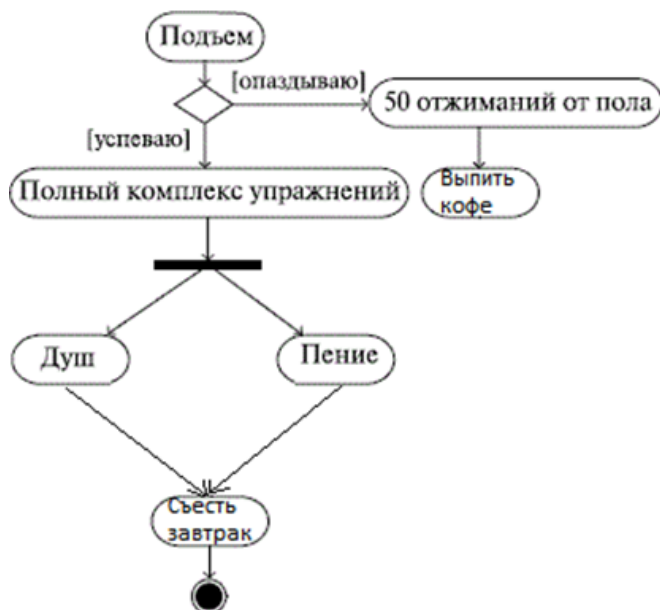 Подъем
[опаздываю]
50 отжиманий от пола
[успеваю]
Полный комплекс упражнений
Выпить
кофе
Душ
Пение
Съесть
завтрак